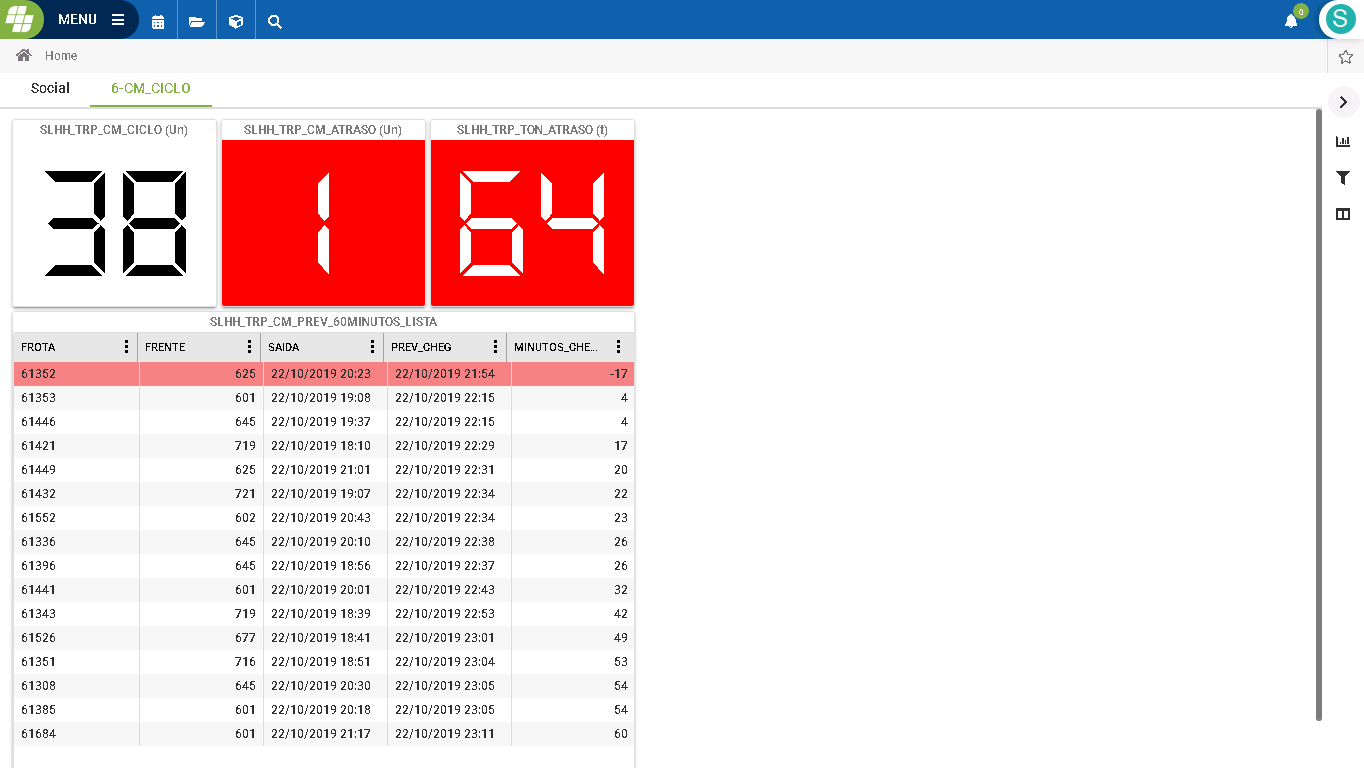 MENU
0
S
Home
Social 6-CM_CICLO
SLHH_TRP_CM_CICLO (Un) SLHH_TRP_CM_ATRASO (Un) SLHH_TRP_TON_ATRASO (t)
38 1 64
SLHH_TRP_CM_PREV_60MINUTOS_LISTA
FROTA FRENTE SAIDA PREV_CHEG MINUTOS_CHE...
61352 625 22/10/2019 20:23 22/10/2019 21:54 -17
61353 601 22/10/2019 19:08 22/10/2019 22:15 4
61446 645 22/10/2019 19:37 22/10/2019 22:15 4
61421 719 22/10/2019 18:10 22/10/2019 22:29 17
61449 625 22/10/2019 21:01 22/10/2019 22:31 20
61432 721 22/10/2019 19:07 22/10/2019 22:34 22
61552 602 22/10/2019 20:43 22/10/2019 22:34 23
61336 645 22/10/2019 20:10 22/10/2019 22:38 26
61396 645 22/10/2019 18:56 22/10/2019 22:37 26
61441 601 22/10/2019 20:01 22/10/2019 22:43 32
61343 719 22/10/2019 18:39 22/10/2019 22:53 42
61526 677 22/10/2019 18:41 22/10/2019 23:01 49
61351 716 22/10/2019 18:51 22/10/2019 23:04 53
61308 645 22/10/2019 20:30 22/10/2019 23:05 54
61385 601 22/10/2019 20:18 22/10/2019 23:05 54
61684 601 22/10/2019 21:17 22/10/2019 23:11 60